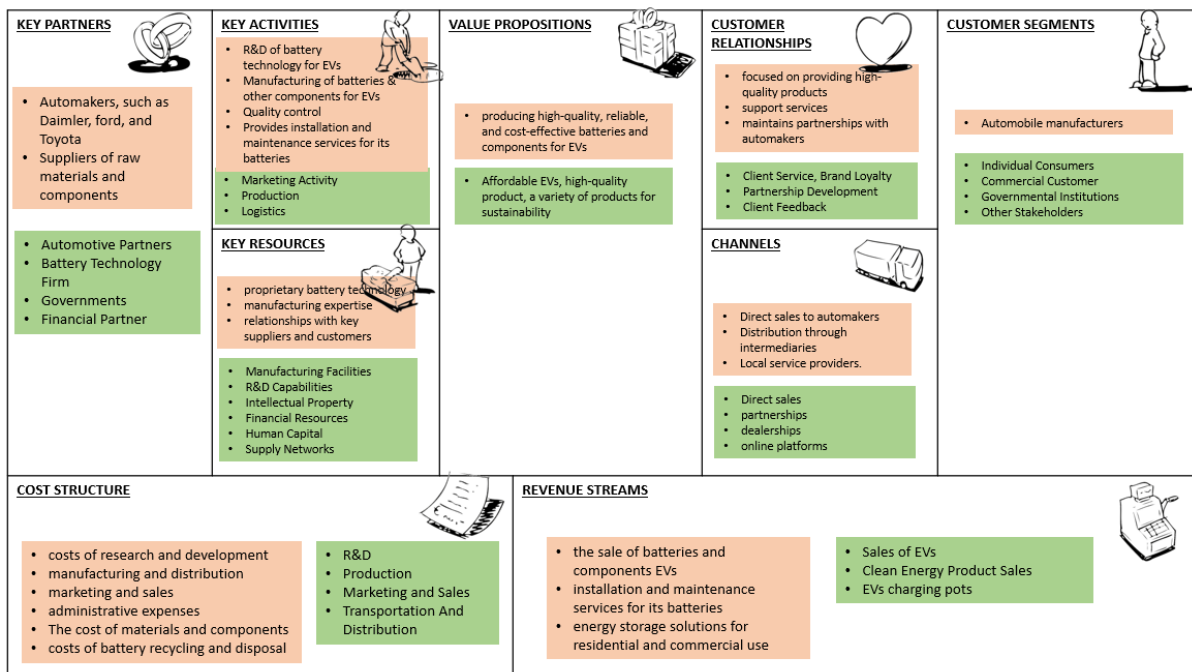 KEY PARTNERS
• Automakers, such as
Daimler, ford, and
Toyota
• Suppliers of raw
materials and
components
• Automotive Partners
• Battery Technology
Firm
• Governments
• Financial Partner
KEY ACTIVITIES
• R&D of battery
technology for EVs
• Manufacturing of batteries &
other components for EVs
• Quality control
• Provides installation and
maintenance services for its
batteries
• Marketing Activity
• Production
• Logistics
KEY RESOURCES
• proprietary battery technology
• manufacturing expertise
• relationships with key
suppliers and customers
• Manufacturing Facilities
• R&D Capabilities
• Intellectual Property
• Financial Resources
• Human Capital
• Supply Networks
VALUE PROPOSITIONS
• producing high-quality, reliable,
and cost-effective batteries and
components for EVs
• Affordable EVs, high-quality
product, a variety of products for
sustainability
CUSTOMER
RELATIONSHIPS
• focused on providing high-
quality products
• support services
• maintains partnerships with
automakers
• Client Service, Brand Loyalty
• Partnership Development
• Client Feedback
CHANNELS
• Direct sales to automakers
• Distribution through
intermediaries
• Local service providers.
• Direct sales
• partnerships
• dealerships
• online platforms
CUSTOMER SEGMENTS
• Automobile manufacturers
• Individual Consumers
• Commercial Customer
• Governmental Institutions
• Other Stakeholders
COST STRUCTURE
• costs of research and development
• manufacturing and distribution
• marketing and sales
• administrative expenses
• The cost of materials and components
• costs of battery recycling and disposal
• R&D
• Production
• Marketing and Sales
• Transportation And
Distribution
REVENUE STREAMS
• the sale of batteries and
components EVs
• installation and maintenance
services for its batteries
• energy storage solutions for
residential and commercial use
• Sales of EVs
• Clean Energy Product Sales
• EVs charging pots